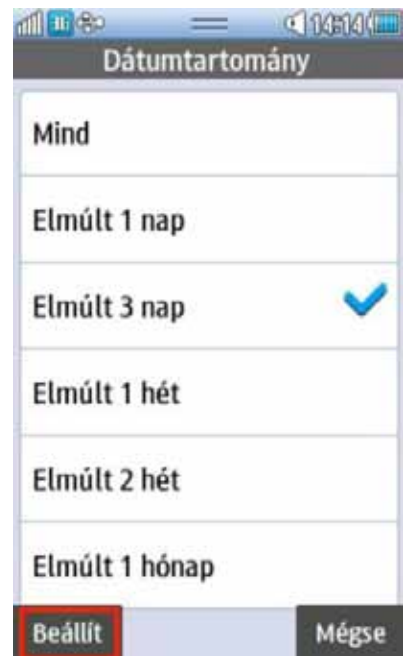 14:14
Dátumtartomány
Mind
Elmúlt 1 nap
Elmúlt 3 nap
Elmúlt 1 hét
Elmúlt 2 hét
Elmúlt 1 hónap
Beállít Mégse